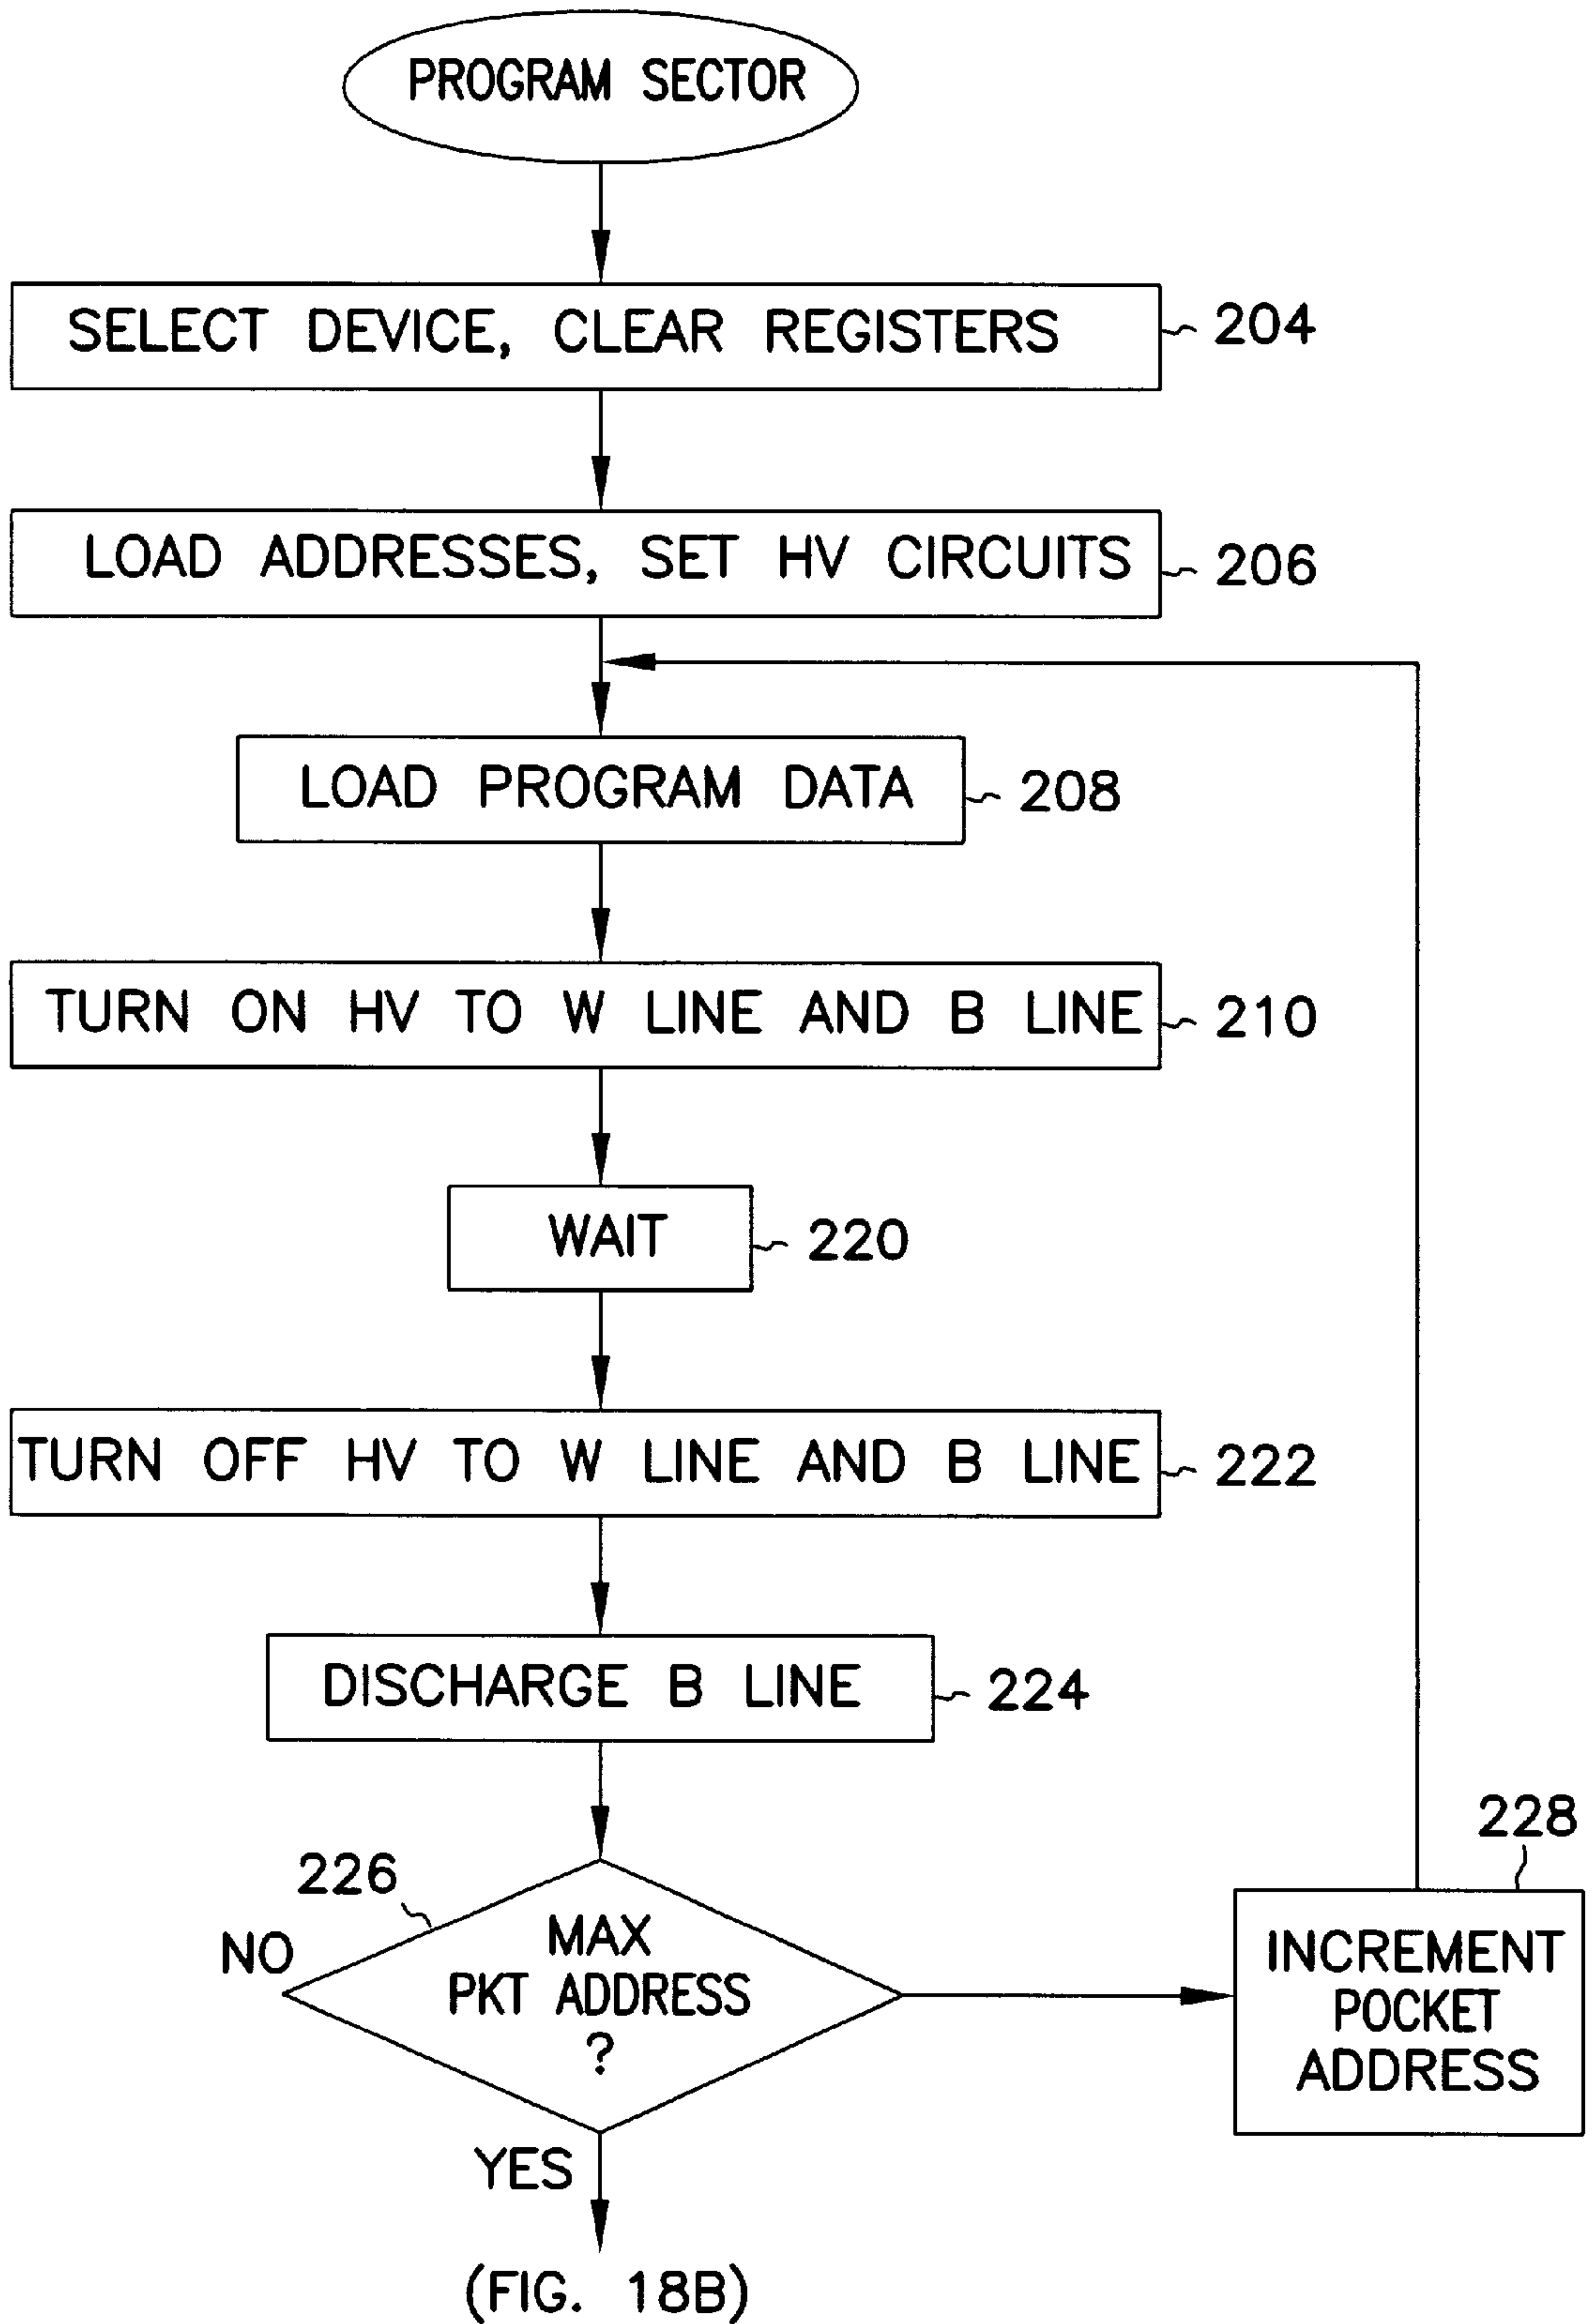 PROGRAM SECTOR
SELECT DEVICE, CLEAR REGISTERS
204
LOAD ADDRESSES, SET HV CIRCUITS
206
LOAD PROGRAM DATA
208
TURN ON HV TO W LINE AND B LINE
210
WAIT
220
TURN OFF HV TO W LINE AND B LINE
222
DISCHARGE B LINE
224
226
NO
MAX
PKT ADDRESS
?
228
INCREMENT
POCKET
ADDRESS
YES
(FIG. 18B)